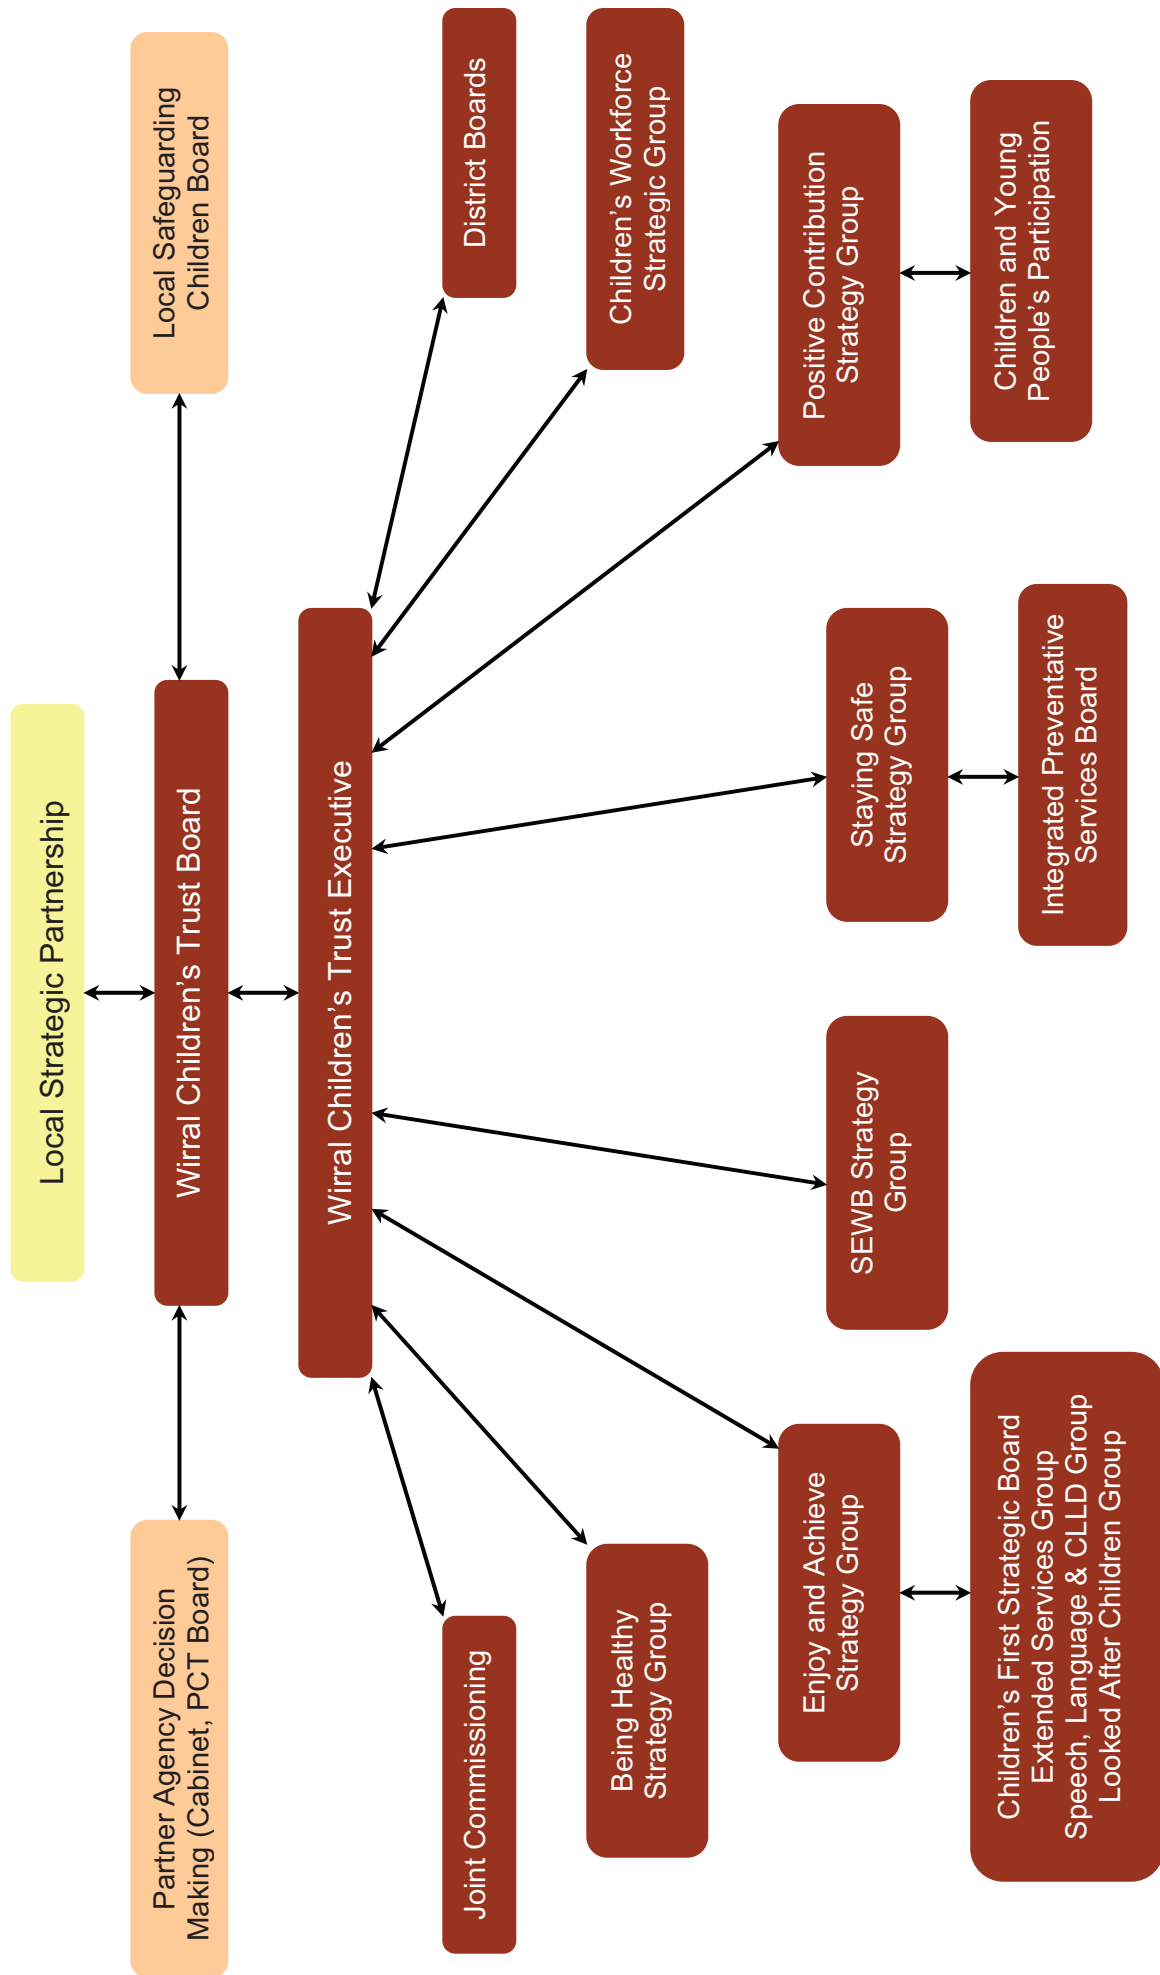 Local Strategic Partnership
Partner Agency Decision
Making (Cabinet, PCT Board)
Wirral Children’s Trust Board
Local Safeguarding
Children Board
Wirral Children’s Trust Executive
Joint Commissioning
District Boards
Being Healthy
Strategy Group
Children’s Workforce
Strategic Group
Enjoy and Achieve
Strategy Group
SEWB Strategy
Group
Staying Safe
Strategy Group
Positive Contribution
Strategy Group
Children’s First Strategic Board
Extended Services Group
Speech, Language & CLLD Group
Looked After Children Group
Integrated Preventative
Services Board
Children and Young
People’s Participation